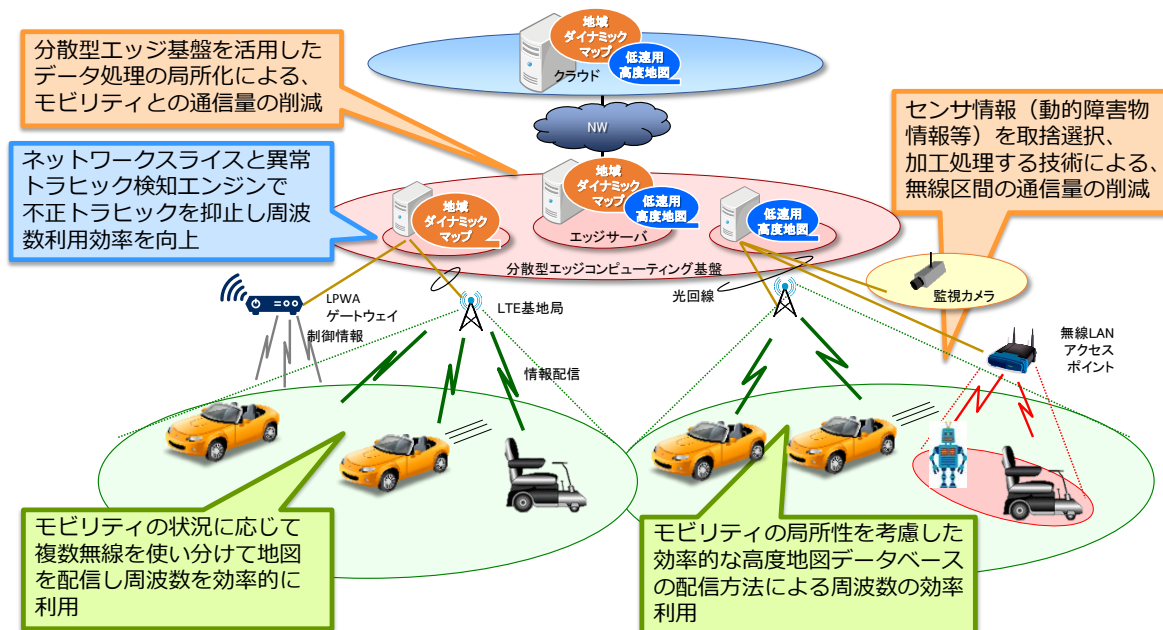 分散型エッジ基盤を活用した
データ処理の局所化による、
モビリティとの通信量の削減
地域
ダイナミック
マップ
低速用
高度地図
クラウド
NW
センサ情報（動的障害物
情報等）を取捨選択、
加工処理する技術による、
無線区間の通信量の削減
ネットワークスライスと異常
トラヒック検知エンジンで
不正トラヒックを抑止し周波
数利用効率を向上
地域
ダイナミック
マップ
地域
ダイナミック
マップ
低速用
高度地図
エッジサーバ
低速用
高度地図
分散型エッジコンピューティング基盤
LPWA
ゲートウェイ
制御情報
LTE基地局
光回線
監視カメラ
無線LAN
アクセス
ポイント
情報配信
モビリティの状況に応じて
複数無線を使い分けて地図
を配信し周波数を効率的に
利用
モビリティの局所性を考慮した
効率的な高度地図データベース
の配信方法による周波数の効率
利用